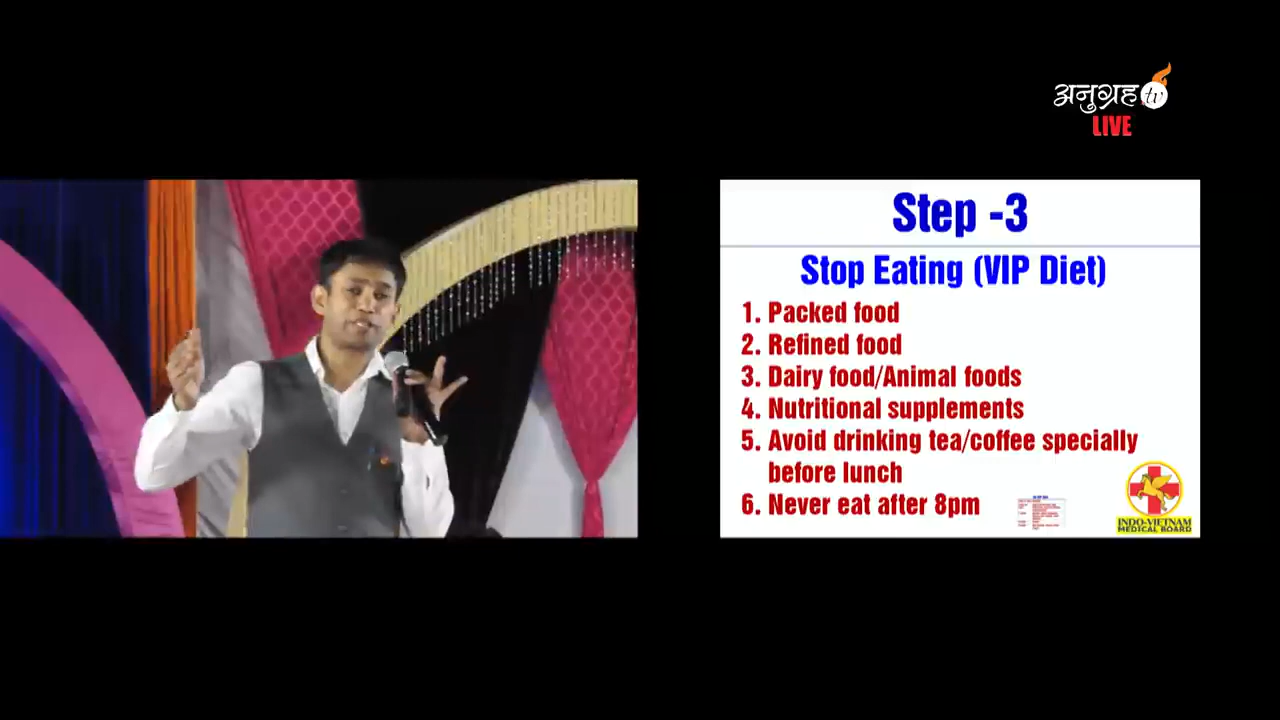 अनुग्रह tv
LIVE
Step -3
Stop Eating (VIP Diet)
1. Packed food
2. Refined food
3. Dairy food/Animal foods
4. Nutritional supplements
5. Avoid drinking tea/coffee specially
before lunch
6. Never eat after 8pm
INDO-VIETNAM
MEDICAL BOARD